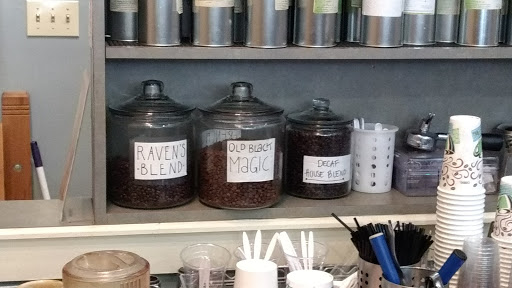 RAVEN'S
BLEND
OLD BLACK
MAGIC
DECAF
HOUSE BLEND